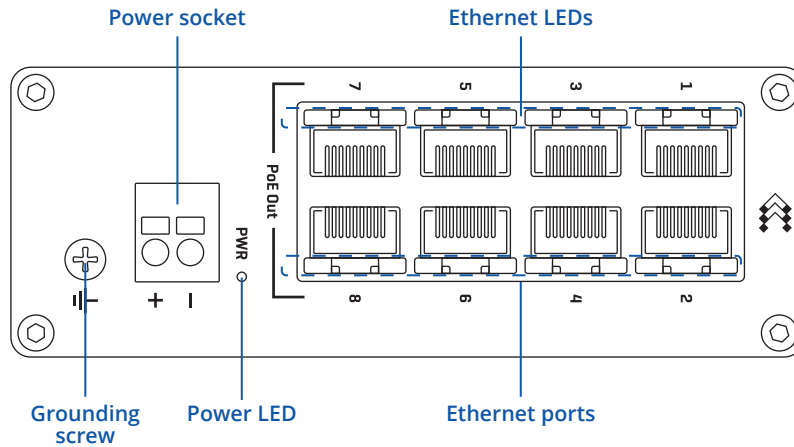 Power socket
Ethernet LEDs
7 5 3 1
PoE Out
PWR
+ -
8 6 4 2
Grounding
screw
Power LED
Ethernet ports